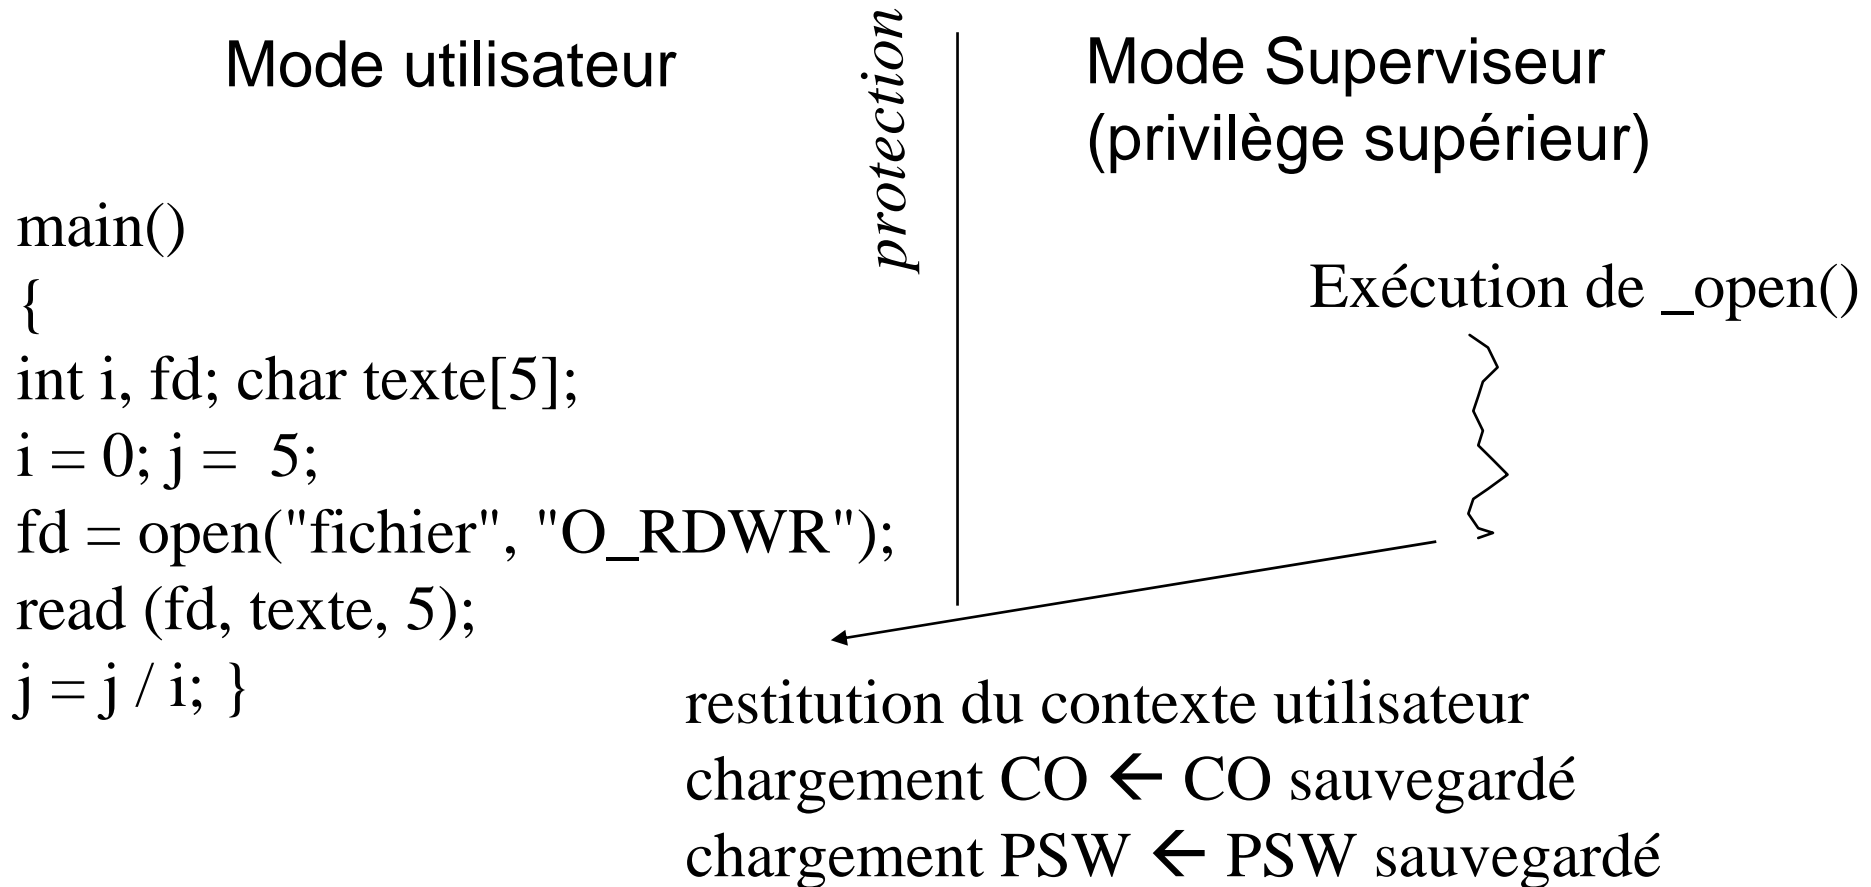 Mode utilisateur
protection
Mode Superviseur
(privilège supérieur)
main()
{
int i, fd; char texte[5];
i = 0; j =  5;
fd = open("fichier", "O_RDWR");
read (fd, texte, 5);
j = j / i; }
Exécution de _open()
restitution du contexte utilisateur
chargement CO ← CO sauvegardé
chargement PSW ← PSW sauvegardé